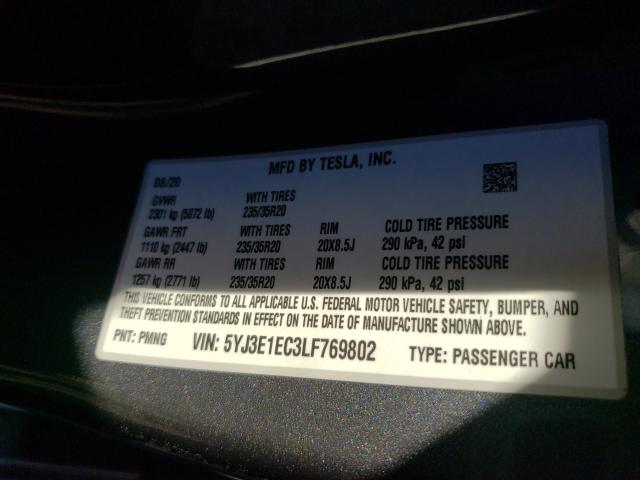 MFD BY TESLA, INC.
08/20
GVWR WITH TIRES
2301 kg (5072 lb) 235/35R20
GAWR FRT WITH TIRES RIM COLD TIRE PRESSURE
1110 kg (2447 lb) 235/35R20 20X8.5J 290 kPa, 42 psi
GAWR RR WITH TIRES RIM COLD TIRE PRESSURE
1257 kg (2771 lb) 235/35R20 20X8.5J 290 kPa, 42 psi
THIS VEHICLE CONFORMS TO ALL APPLICABLE U.S. FEDERAL MOTOR VEHICLE SAFETY, BUMPER, AND
THEFT PREVENTION STANDARDS IN EFFECT ON THE DATE OF MANUFACTURE SHOWN ABOVE.
PNT: PMNG VIN: 5YJ3E1EC3LF769802 TYPE: PASSENGER CAR